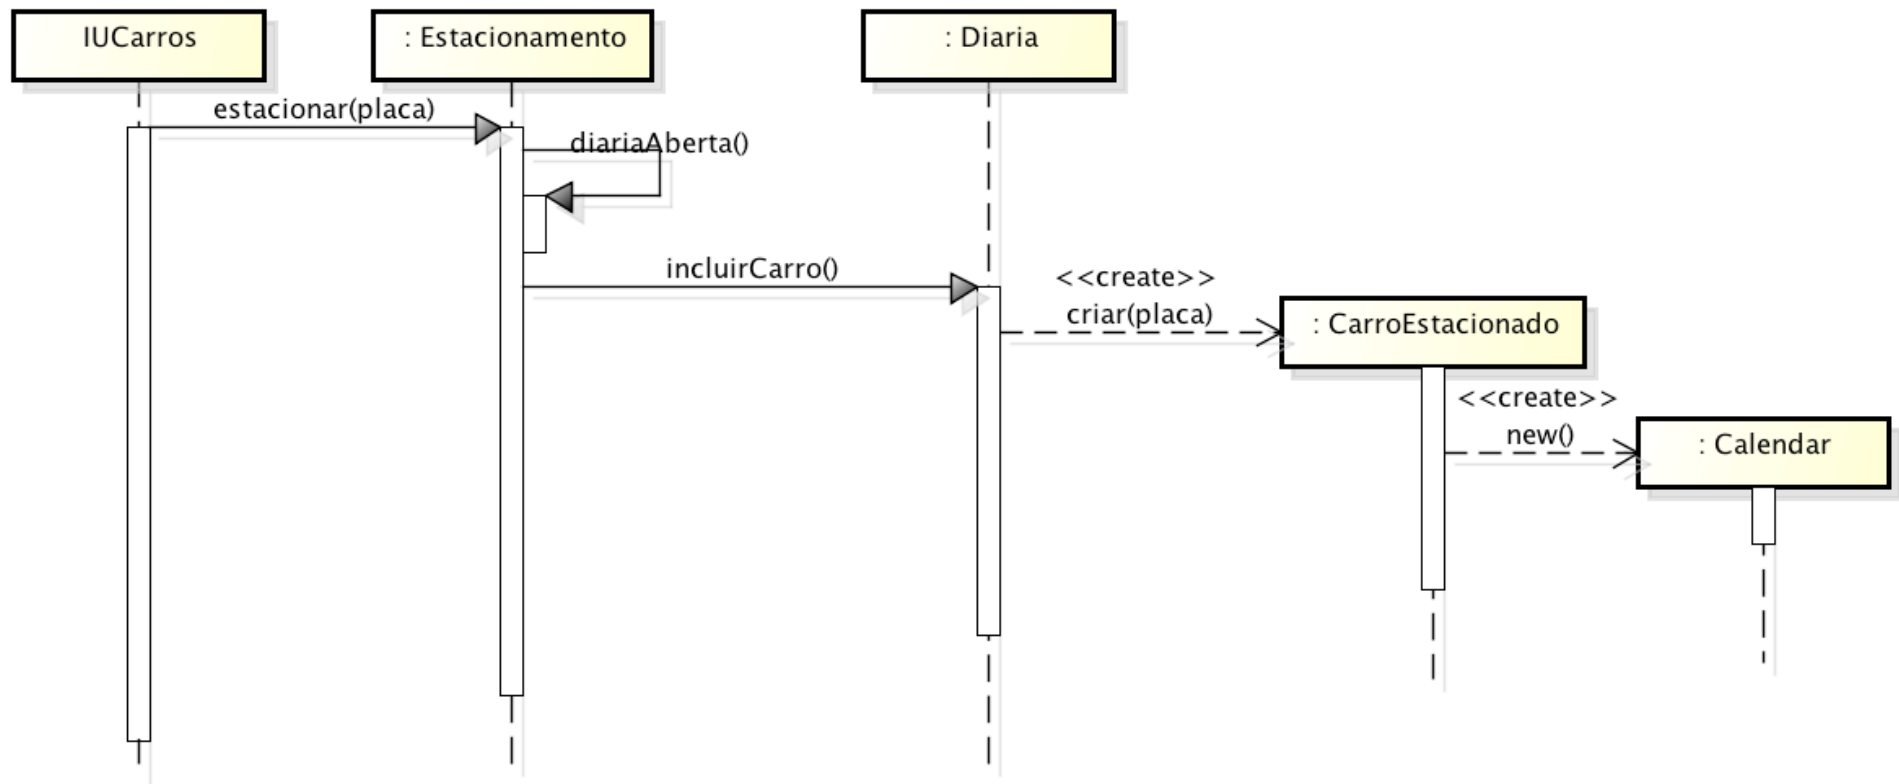 IUCarros
: Estacionamento
: Diaria
estacionar(placa)
diariaAberta()
incluirCarro()
<<create>>
criar(placa)
: CarroEstacionado
<<create>>
new()
: Calendar